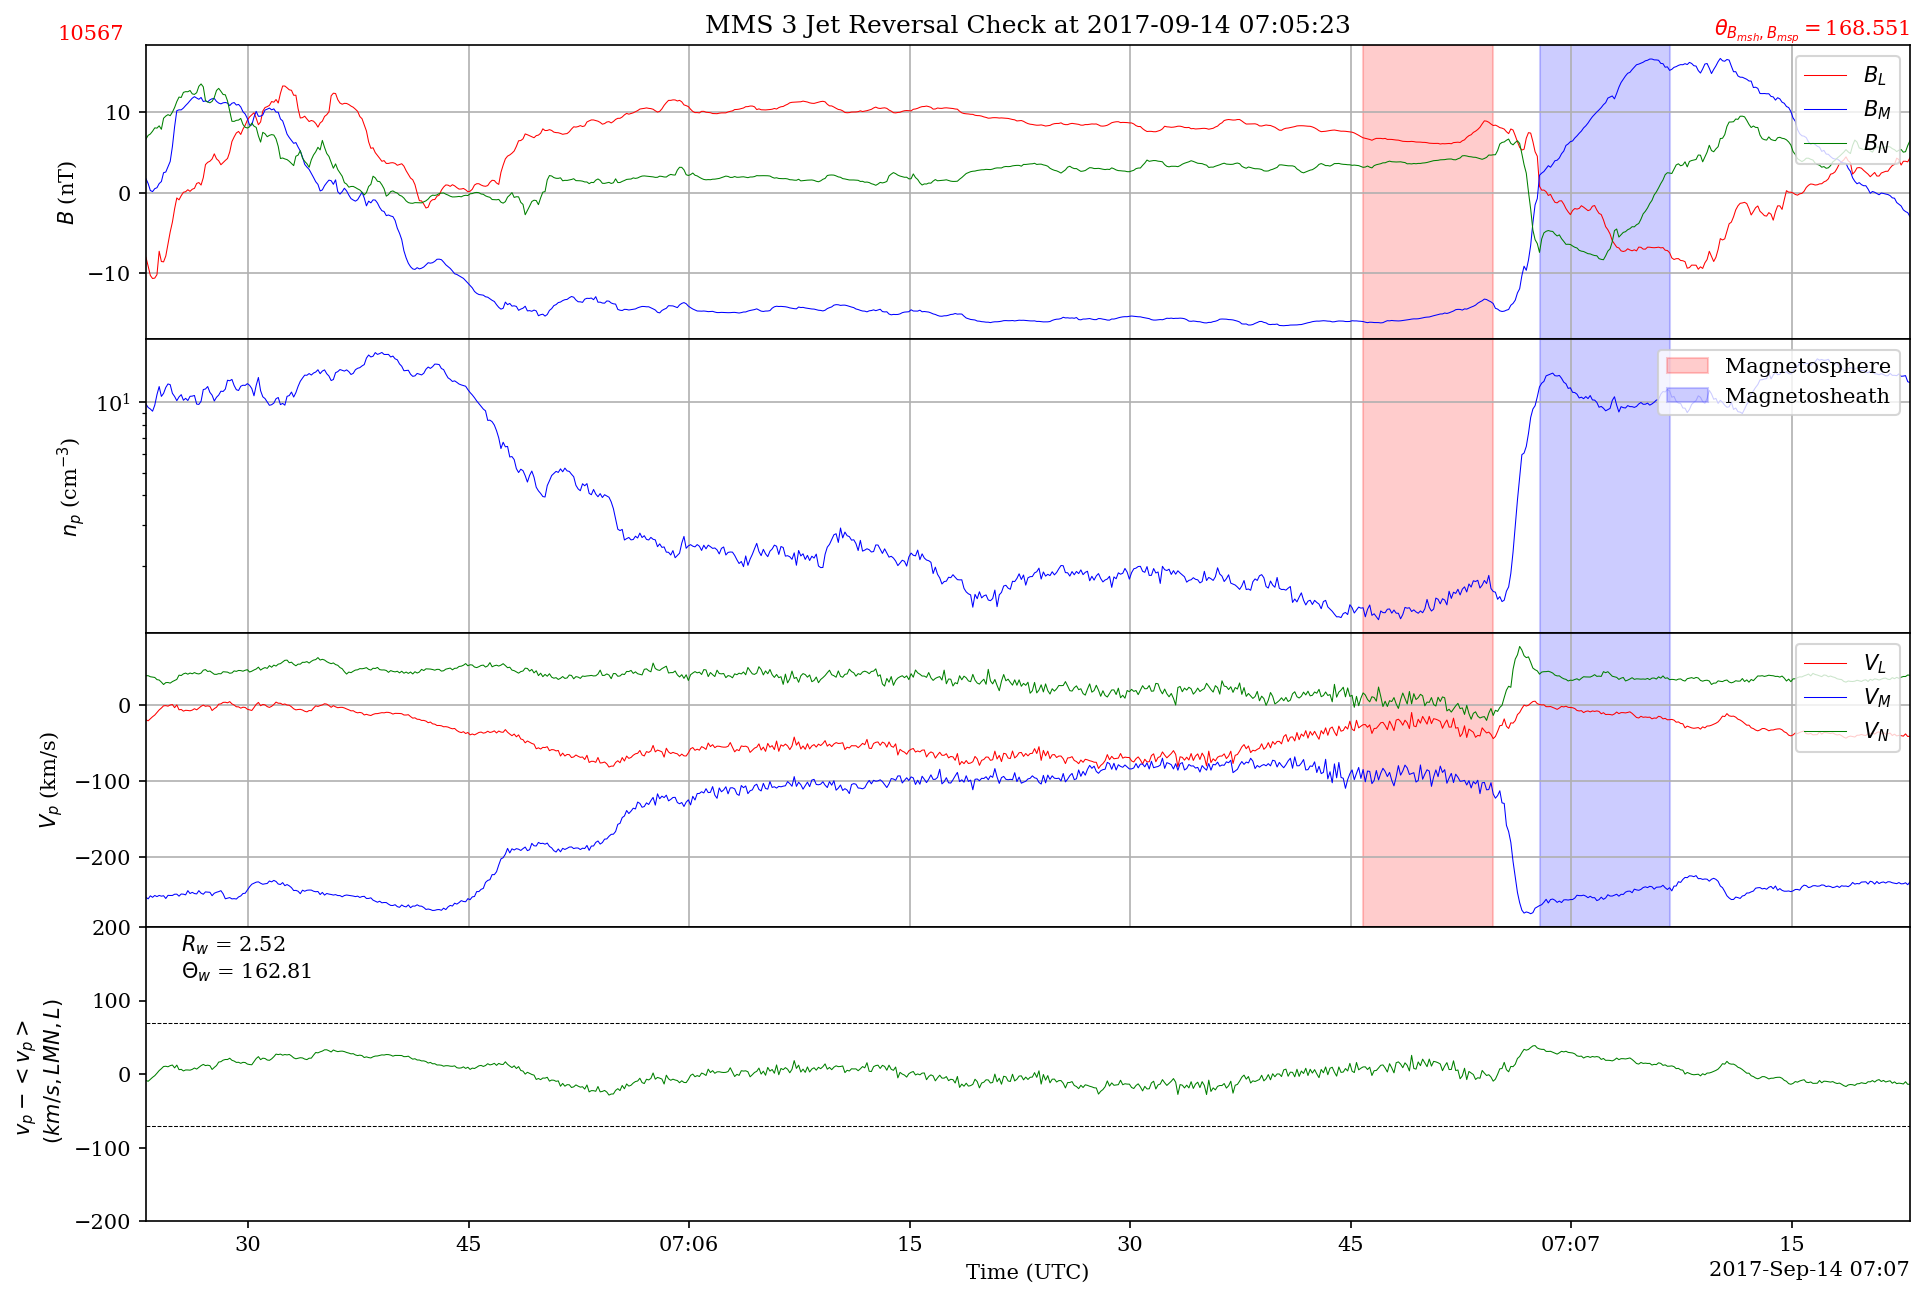 10567
MMS 3 Jet Reversal Check at 2017-09-14 07:05:23
θ_{B_{msh}, B_{msp}} = 168.551
B (nT)
10
0
−10
B_L
B_M
B_N
n_p (cm⁻³)
10¹
Magnetosphere
Magnetosheath
V_p (km/s)
0
−100
−200
V_L
V_M
V_N
v_p − < v_p >
(km/s, LMN, L)
200
100
0
−100
−200
R_w = 2.52
Θ_w = 162.81
30
45
07:06
15
30
45
07:07
15
Time (UTC)
2017-Sep-14 07:07